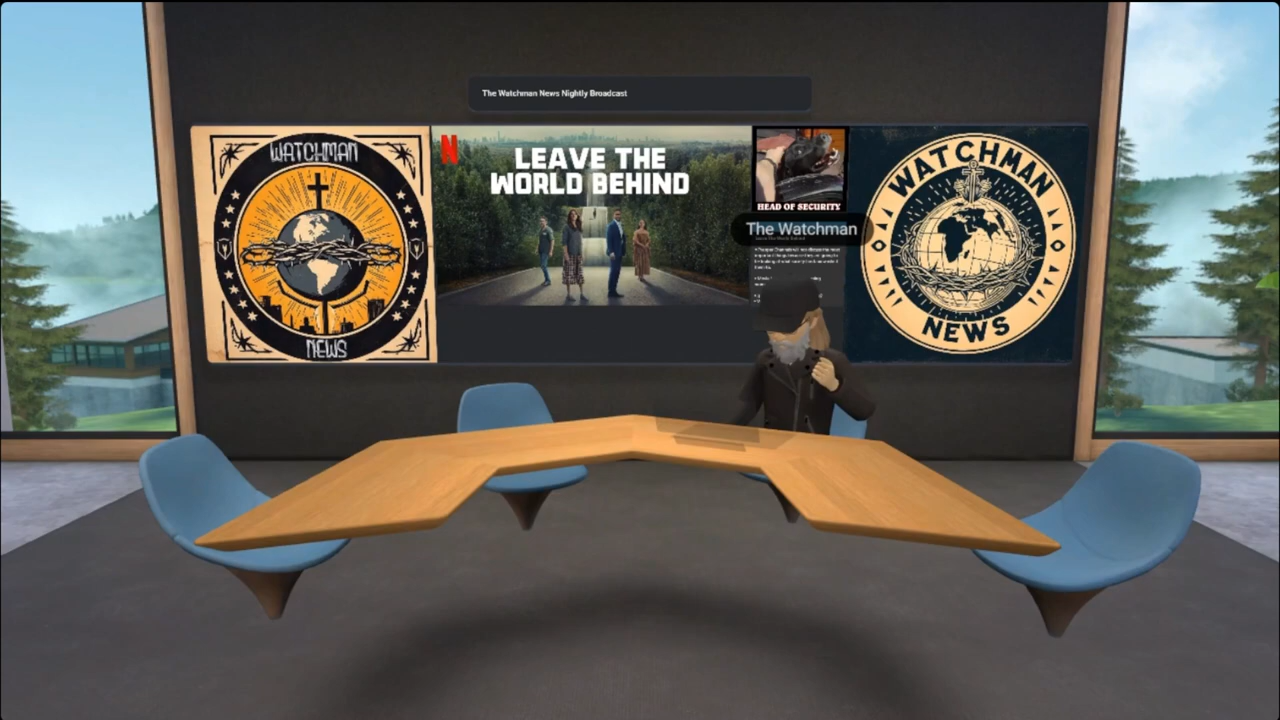 The Watchman News Nightly Broadcast
WATCHMAN
NEWS
N
LEAVE THE
WORLD BEHIND
HEAD OF SECURITY
The Watchman
WATCHMAN
NEWS